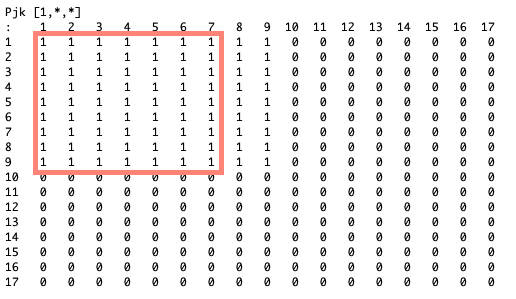 Pjk [1,*,*]
: 1 2 3 4 5 6 7 8 9 10 11 12 13 14 15 16 17
1 1 1 1 1 1 1 1 1 1 0 0 0 0 0 0 0 0
2 1 1 1 1 1 1 1 1 1 0 0 0 0 0 0 0 0
3 1 1 1 1 1 1 1 1 1 0 0 0 0 0 0 0 0
4 1 1 1 1 1 1 1 1 1 0 0 0 0 0 0 0 0
5 1 1 1 1 1 1 1 1 1 0 0 0 0 0 0 0 0
6 1 1 1 1 1 1 1 1 1 0 0 0 0 0 0 0 0
7 1 1 1 1 1 1 1 1 1 0 0 0 0 0 0 0 0
8 1 1 1 1 1 1 1 1 1 0 0 0 0 0 0 0 0
9 1 1 1 1 1 1 1 1 1 0 0 0 0 0 0 0 0
10 0 0 0 0 0 0 0 0 0 0 0 0 0 0 0 0 0
11 0 0 0 0 0 0 0 0 0 0 0 0 0 0 0 0 0
12 0 0 0 0 0 0 0 0 0 0 0 0 0 0 0 0 0
13 0 0 0 0 0 0 0 0 0 0 0 0 0 0 0 0 0
14 0 0 0 0 0 0 0 0 0 0 0 0 0 0 0 0 0
15 0 0 0 0 0 0 0 0 0 0 0 0 0 0 0 0 0
16 0 0 0 0 0 0 0 0 0 0 0 0 0 0 0 0 0
17 0 0 0 0 0 0 0 0 0 0 0 0 0 0 0 0 0